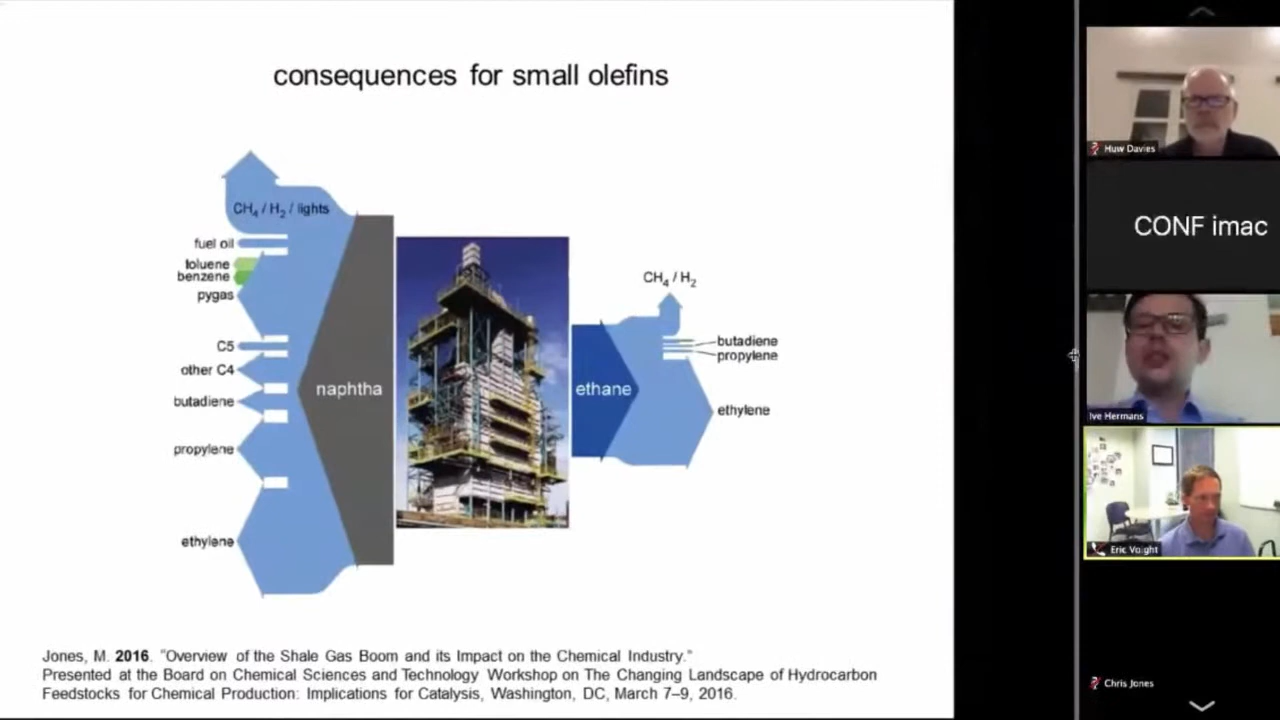 consequences for small olefins
CH₄ / H₂ / lights
fuel oil
toluene
benzene
pygas
C5
other C4
butadiene
propylene
ethylene
naphtha
ethane
CH₄ / H₂
butadiene
propylene
ethylene
Jones, M. 2016. "Overview of the Shale Gas Boom and its Impact on the Chemical Industry."
Presented at the Board on Chemical Sciences and Technology Workshop on The Changing Landscape of Hydrocarbon
Feedstocks for Chemical Production: Implications for Catalysis, Washington, DC, March 7–9, 2016.
Huw Davies
CONF imac
Ive Hermans
Eric Voight
Chris Jones